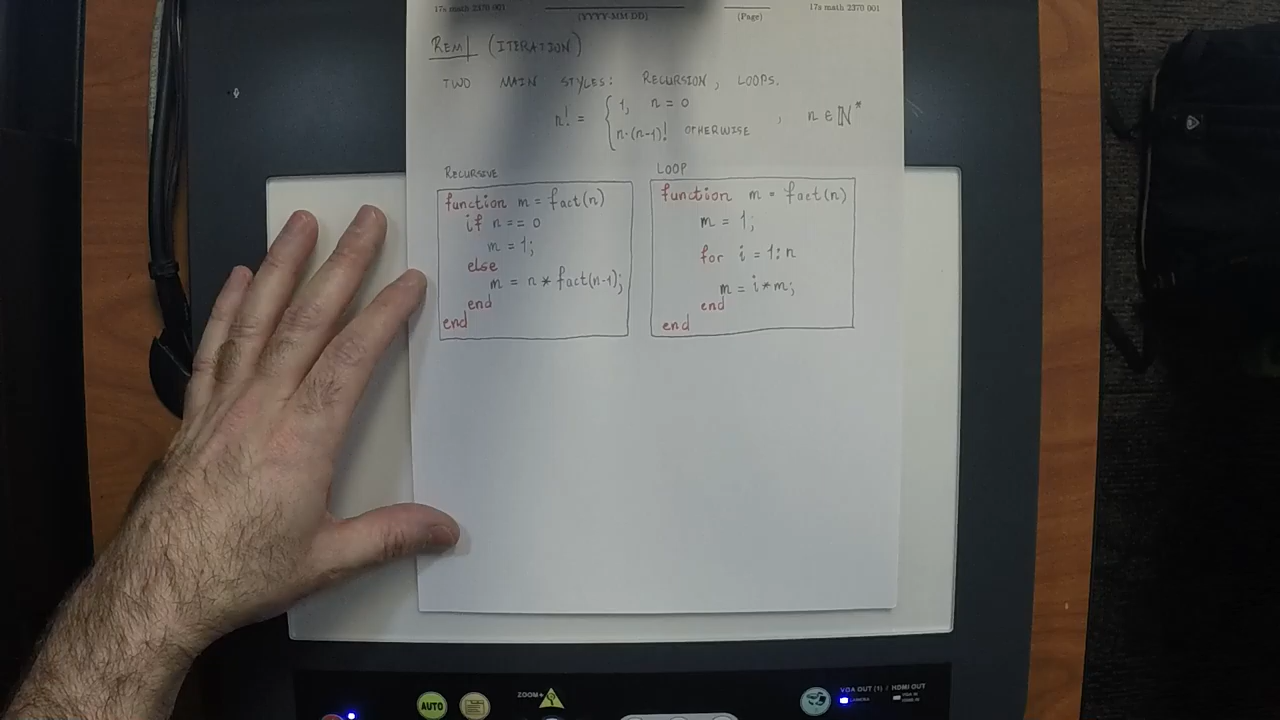 17s math 2370 001 (YYYY-MM-DD) (Page) 17s math 2370 001
REM (ITERATION)
TWO MAIN STYLES: RECURSION, LOOPS.
n! = { 1, n = 0
n·(n-1)! OTHERWISE , n ∈ ℕ*
RECURSIVE
function m = fact(n)
if n == 0
m = 1;
else
m = n * fact(n-1);
end
end
LOOP
function m = fact(n)
m = 1;
for i = 1:n
m = i*m;
end
end
ZOOM+
AUTO
VGA OUT (1) / HDMI OUT